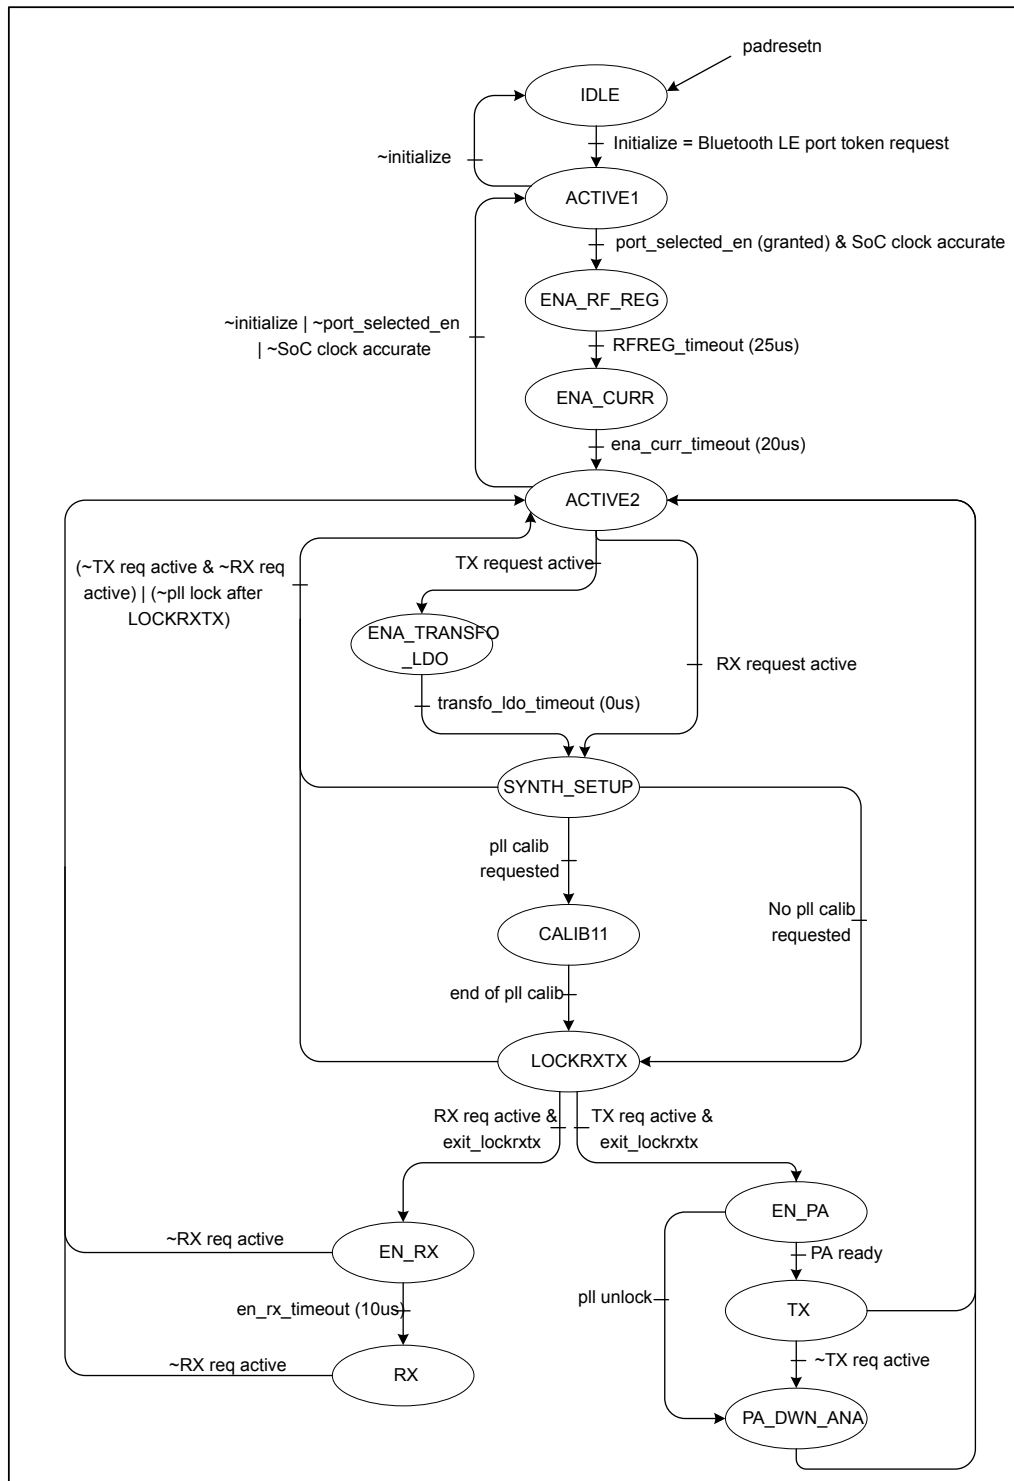 padresetn
IDLE
Initialize = Bluetooth LE port token request
~initialize
ACTIVE1
port_selected_en (granted) & SoC clock accurate
ENA_RF_REG
~initialize | ~port_selected_en
| ~SoC clock accurate
RFREG_timeout (25us)
ENA_CURR
ena_curr_timeout (20us)
ACTIVE2
(~TX req active & ~RX req
active) | (~pll lock after
LOCKRXTX)
TX request active
ENA_TRANSFO
_LDO
RX request active
transfo_ldo_timeout (0us)
SYNTH_SETUP
pll calib
requested
No pll calib
requested
CALIB11
end of pll calib
LOCKRXTX
RX req active &
exit_lockrxtx
TX req active &
exit_lockrxtx
EN_PA
~RX req active
EN_RX
PA ready
pll unlock
en_rx_timeout (10us)
TX
~RX req active
RX
~TX req active
PA_DWN_ANA